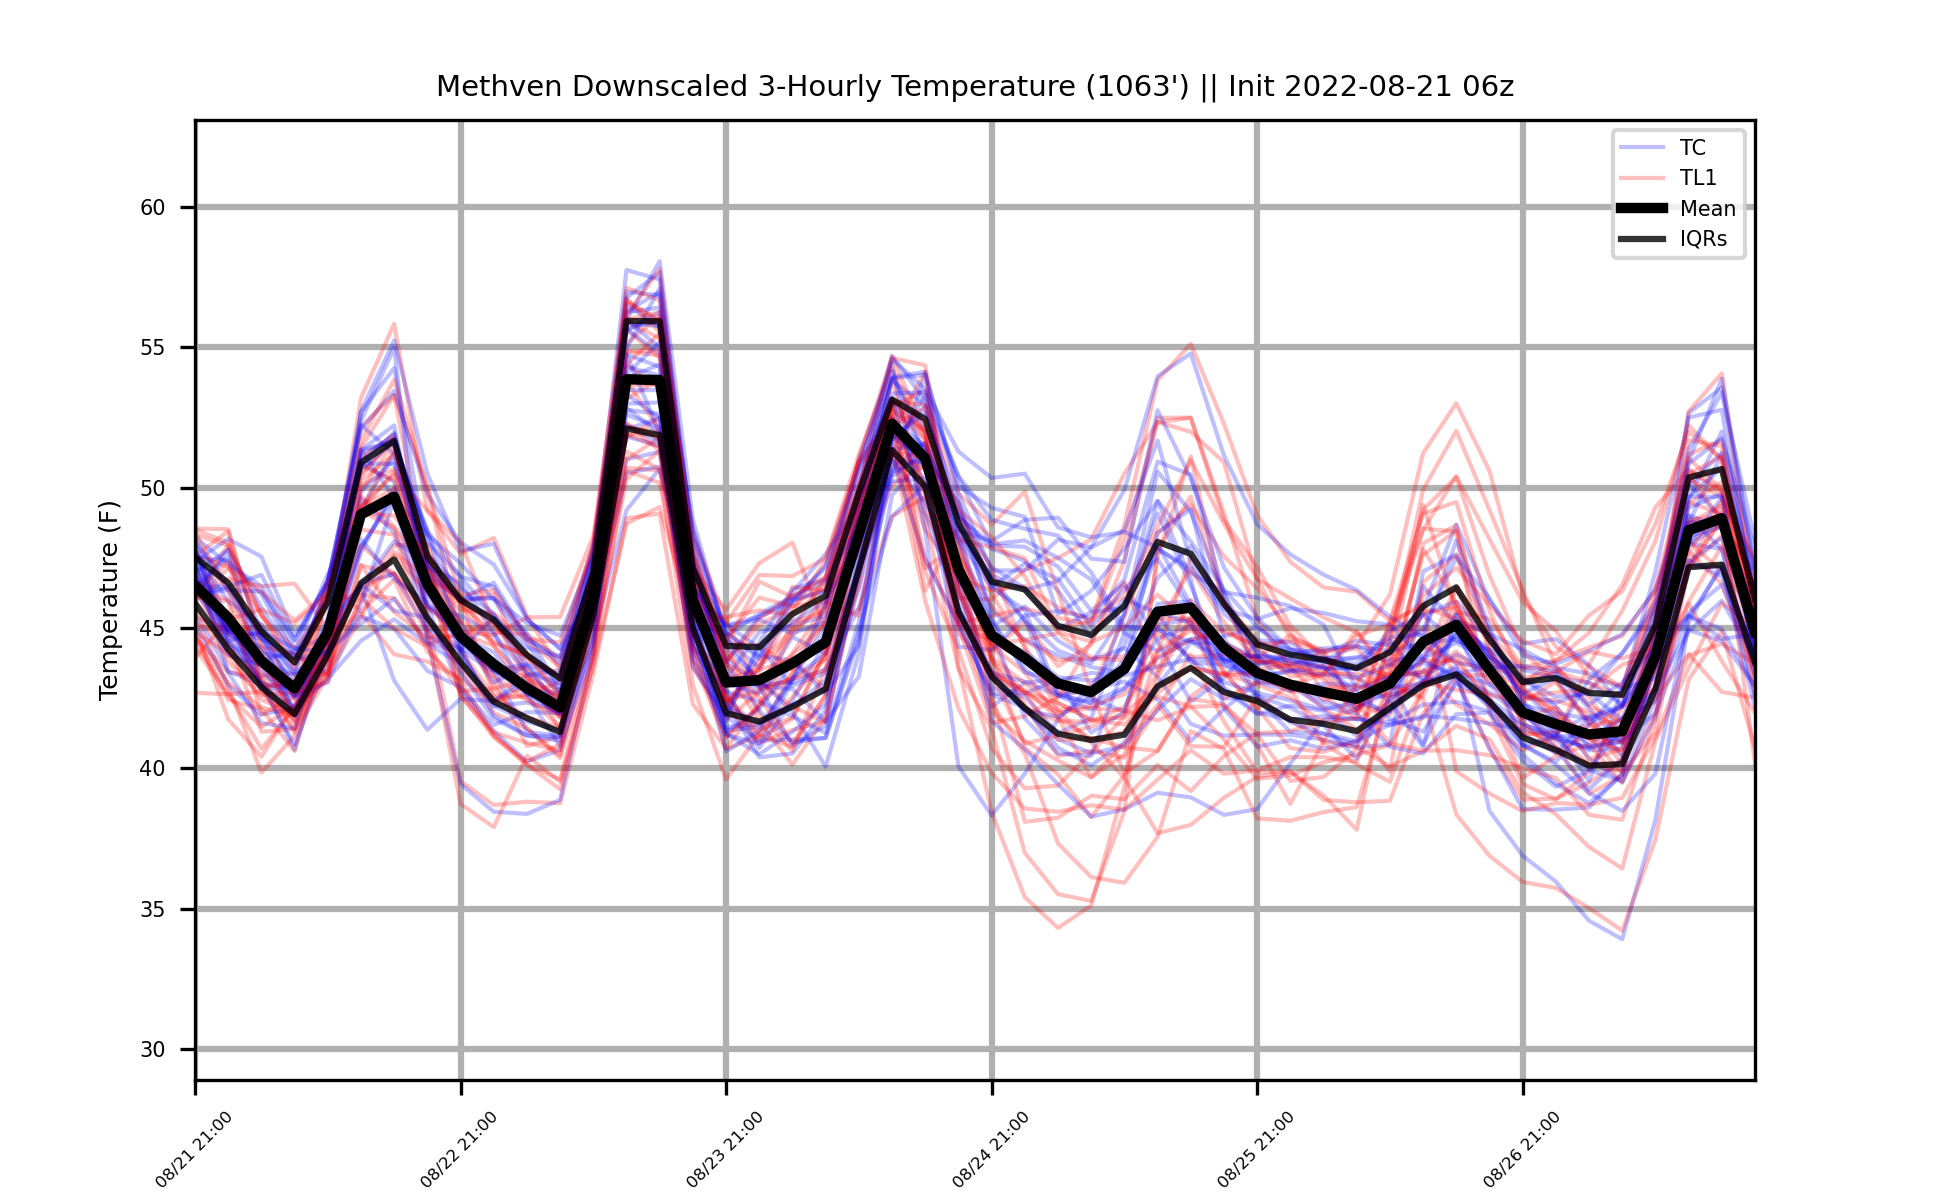 Methven Downscaled 3-Hourly Temperature (1063') || Init 2022-08-21 06z
TC
TL1
Mean
IQRs
Temperature (F)
60
55
50
45
40
35
30
08/21 21:00
08/22 21:00
08/23 21:00
08/24 21:00
08/25 21:00
08/26 21:00